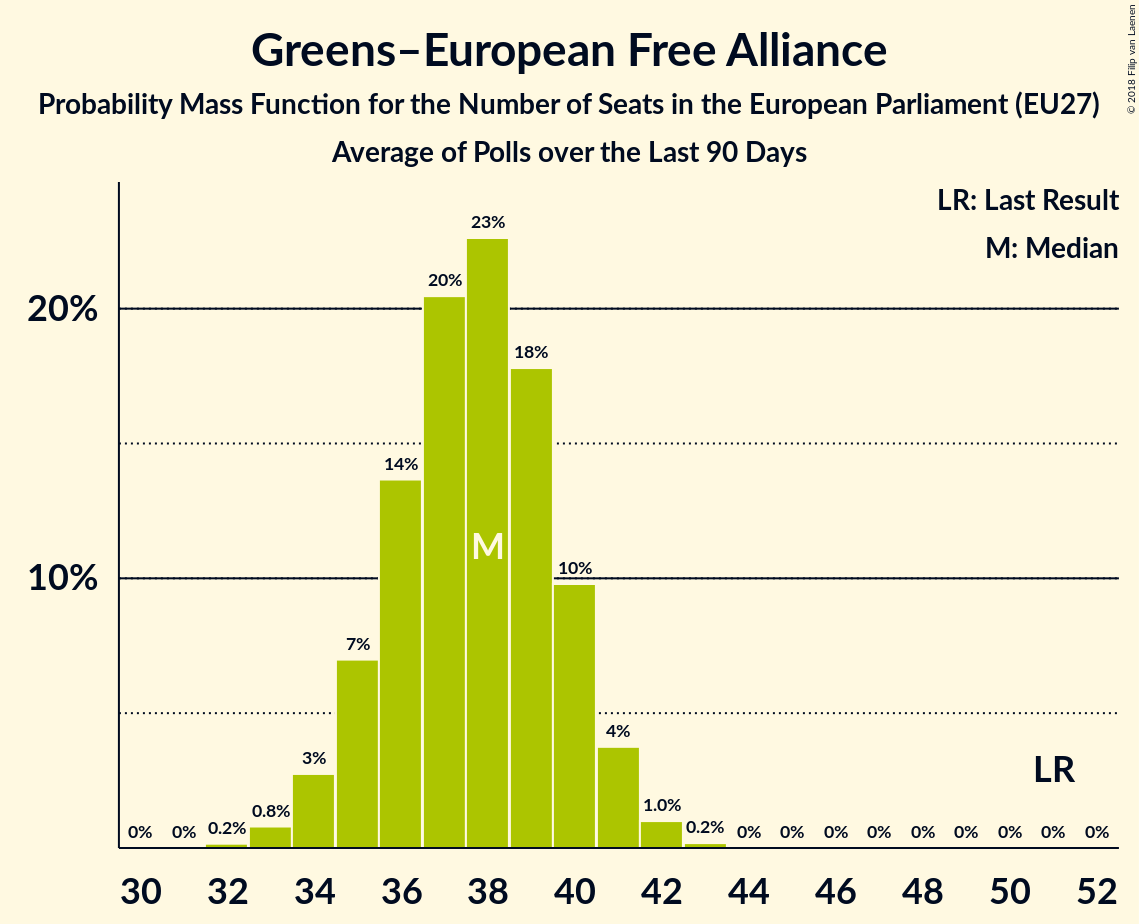 Greens–European Free Alliance
Probability Mass Function for the Number of Seats in the European Parliament (EU27)
Average of Polls over the Last 90 Days
© 2018 Filip van Laenen
LR: Last Result
M: Median
20%
10%
0% 0% 0.2% 0.8% 3% 7% 14% 20% 23% 18% 10% 4% 1.0% 0.2% 0% 0% 0% 0% 0% 0% 0% 0% 0%
M
LR
30 32 34 36 38 40 42 44 46 48 50 52